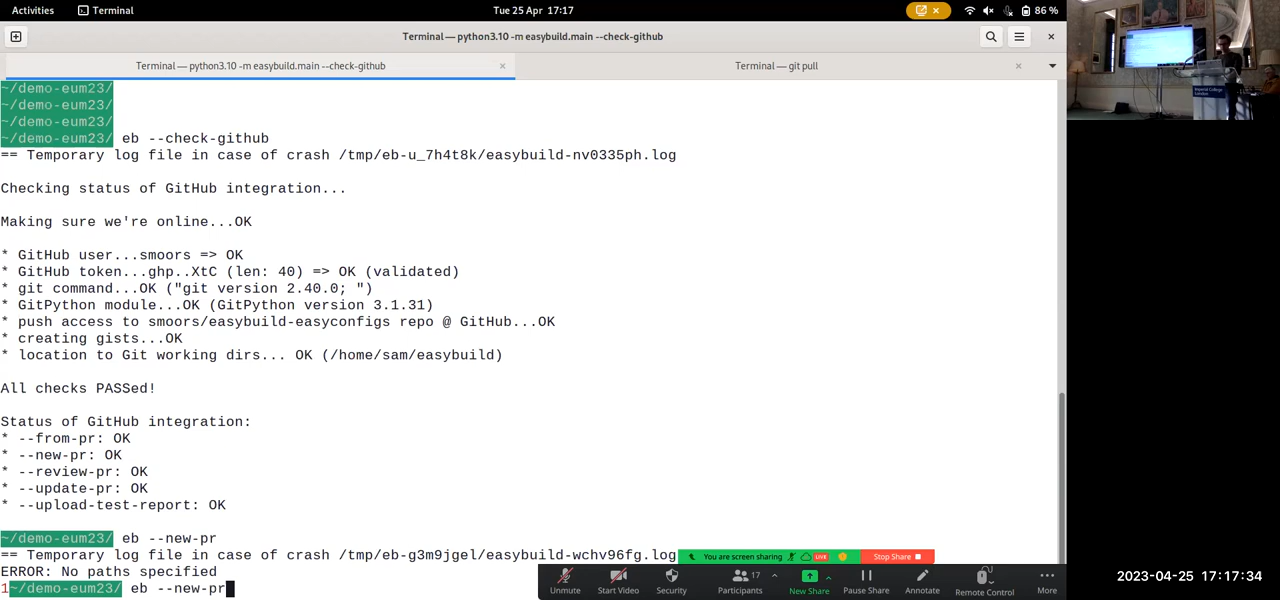 Activities
Terminal
Tue 25 Apr 17:17
86 %
Terminal — python3.10 -m easybuild.main --check-github
Terminal — python3.10 -m easybuild.main --check-github
Terminal — git pull
~/demo-eum23/
~/demo-eum23/
~/demo-eum23/
~/demo-eum23/ eb --check-github
== Temporary log file in case of crash /tmp/eb-u_7h4t8k/easybuild-nv0335ph.log
Checking status of GitHub integration...
Making sure we're online...OK
* GitHub user...smoors => OK
* GitHub token...ghp..XtC (len: 40) => OK (validated)
* git command...OK ("git version 2.40.0; ")
* GitPython module...OK (GitPython version 3.1.31)
* push access to smoors/easybuild-easyconfigs repo @ GitHub...OK
* creating gists...OK
* location to Git working dirs... OK (/home/sam/easybuild)
All checks PASSed!
Status of GitHub integration:
* --from-pr: OK
* --new-pr: OK
* --review-pr: OK
* --update-pr: OK
* --upload-test-report: OK
~/demo-eum23/ eb --new-pr
== Temporary log file in case of crash /tmp/eb-g3m9jgel/easybuild-wchv96fg.log
ERROR: No paths specified
1~/demo-eum23/ eb --new-pr
You are screen sharing
LIVE
Stop Share
Unmute
Start Video
Security
Participants
17
New Share
Pause Share
Annotate
Remote Control
More
Imperial College
London
2023-04-25 17:17:34